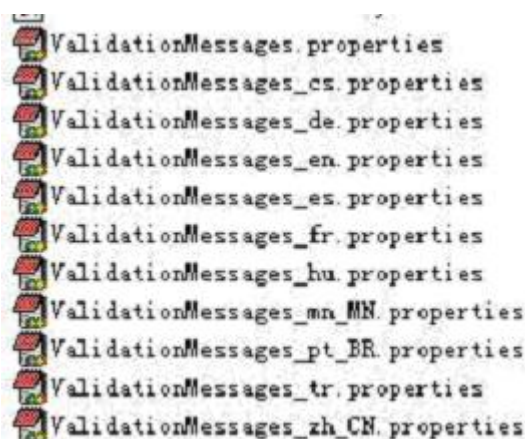 ValidationMessages.properties
ValidationMessages_cs.properties
ValidationMessages_de.properties
ValidationMessages_en.properties
ValidationMessages_es.properties
ValidationMessages_fr.properties
ValidationMessages_hu.properties
ValidationMessages_mn_MN.properties
ValidationMessages_pt_BR.properties
ValidationMessages_tr.properties
ValidationMessages_zh_CN.properties